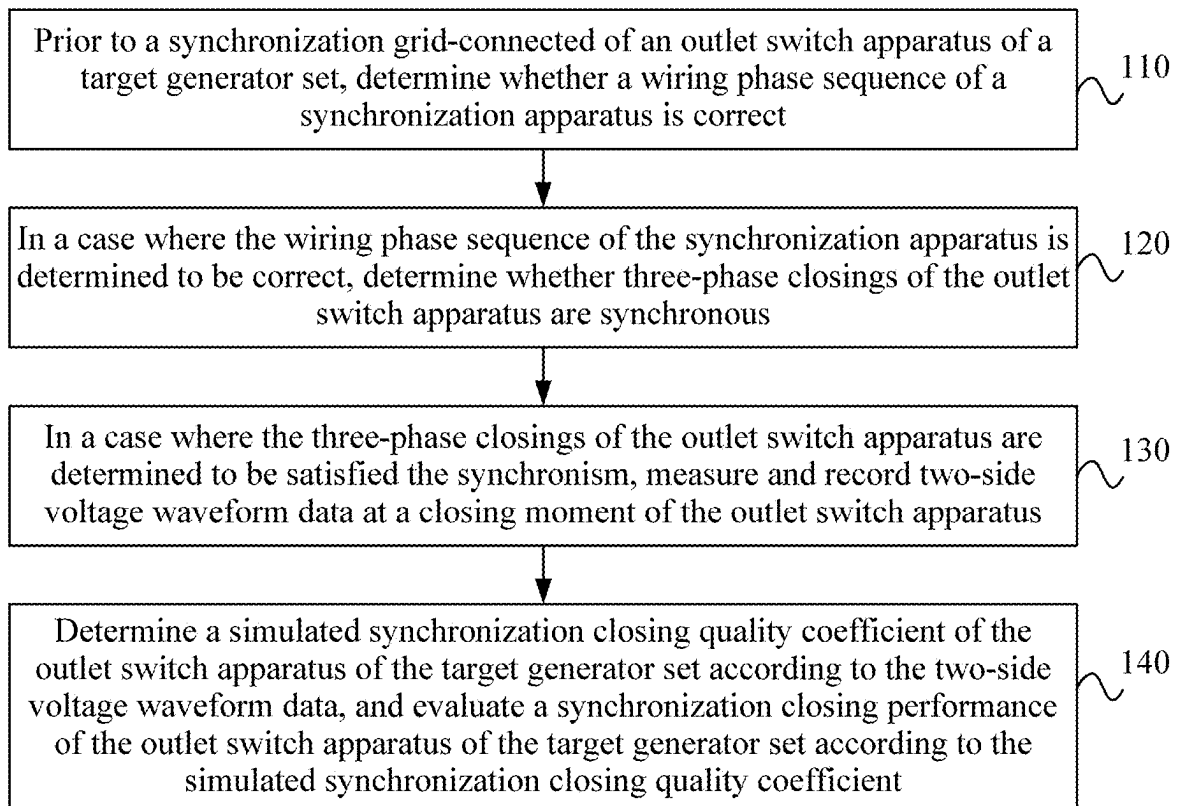 Prior to a synchronization grid-connected of an outlet switch apparatus of a
target generator set, determine whether a wiring phase sequence of a
synchronization apparatus is correct
110
In a case where the wiring phase sequence of the synchronization apparatus is
determined to be correct, determine whether three-phase closings of the outlet
switch apparatus are synchronous
120
In a case where the three-phase closings of the outlet switch apparatus are
determined to be satisfied the synchronism, measure and record two-side
voltage waveform data at a closing moment of the outlet switch apparatus
130
Determine a simulated synchronization closing quality coefficient of the
outlet switch apparatus of the target generator set according to the two-side
voltage waveform data, and evaluate a synchronization closing performance
of the outlet switch apparatus of the target generator set according to the
simulated synchronization closing quality coefficient
140